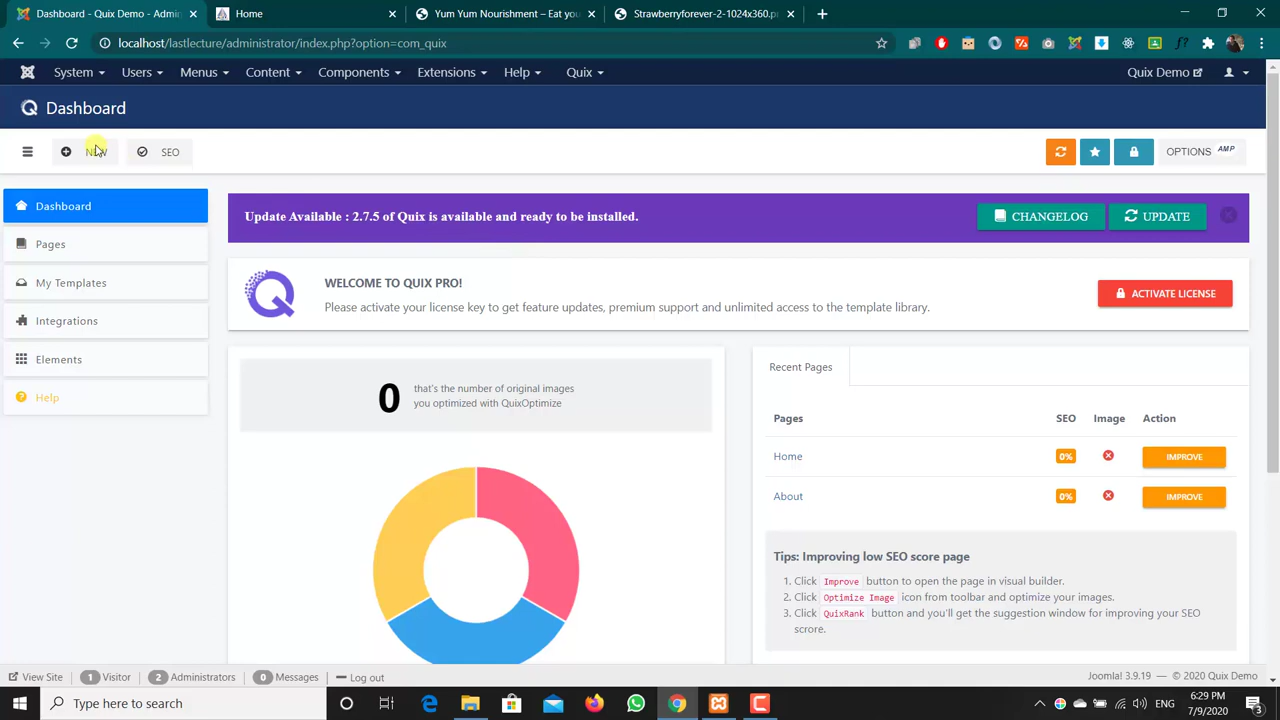 Dashboard - Quix Demo - Adminis
Home
Yum Yum Nourishment – Eat you
Strawberryforever-2-1024x360.pn
localhost/lastlecture/administrator/index.php?option=com_quix
System Users Menus Content Components Extensions Help Quix
Quix Demo
Dashboard
NEW
SEO
OPTIONS AMP
Dashboard
Pages
My Templates
Integrations
Elements
Help
Update Available : 2.7.5 of Quix is available and ready to be installed.
CHANGELOG
UPDATE
WELCOME TO QUIX PRO!
Please activate your license key to get feature updates, premium support and unlimited access to the template library.
ACTIVATE LICENSE
0
that's the number of original images
you optimized with QuixOptimize
Recent Pages
Pages SEO Image Action
Home 0% IMPROVE
About 0% IMPROVE
Tips: Improving low SEO score page
1. Click Improve button to open the page in visual builder.
2. Click Optimize Image icon from toolbar and optimize your images.
3. Click QuixRank button and you'll get the suggestion window for improving your SEO
scrore.
View Site 1 Visitor 2 Administrators 0 Messages Log out
Joomla! 3.9.19 — © 2020 Quix Demo
Type here to search
ENG
6:29 PM
7/9/2020
3